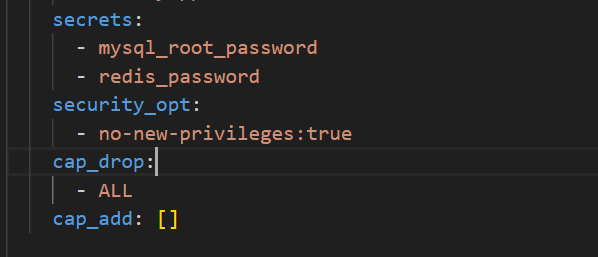 secrets:
- mysql_root_password
- redis_password
security_opt:
- no-new-privileges:true
cap_drop:
- ALL
cap_add: []